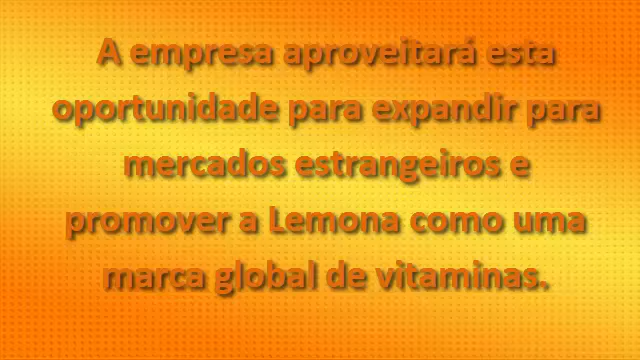 A empresa aproveitará esta
oportunidade para expandir para
mercados estrangeiros e
promover a Lemona como uma
marca global de vitaminas.